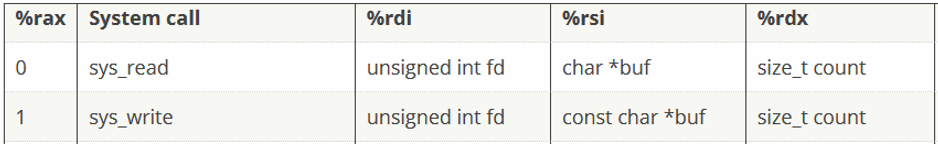 %rax System call %rdi %rsi %rdx
0 sys_read unsigned int fd char *buf size_t count
1 sys_write unsigned int fd const char *buf size_t count